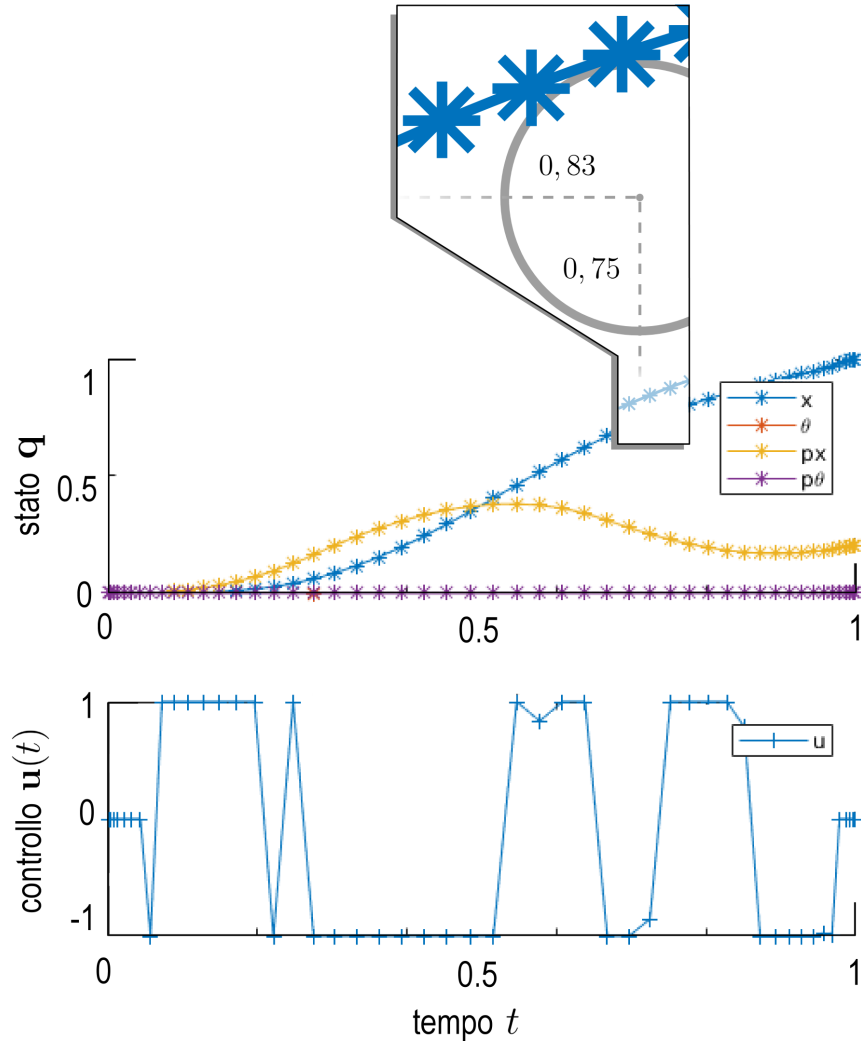 0, 83
0, 75
1
0.5
0
stato q
x
θ
px
pθ
0
0.5
1
1
0
-1
controllo u(t)
u
0
0.5
1
tempo t